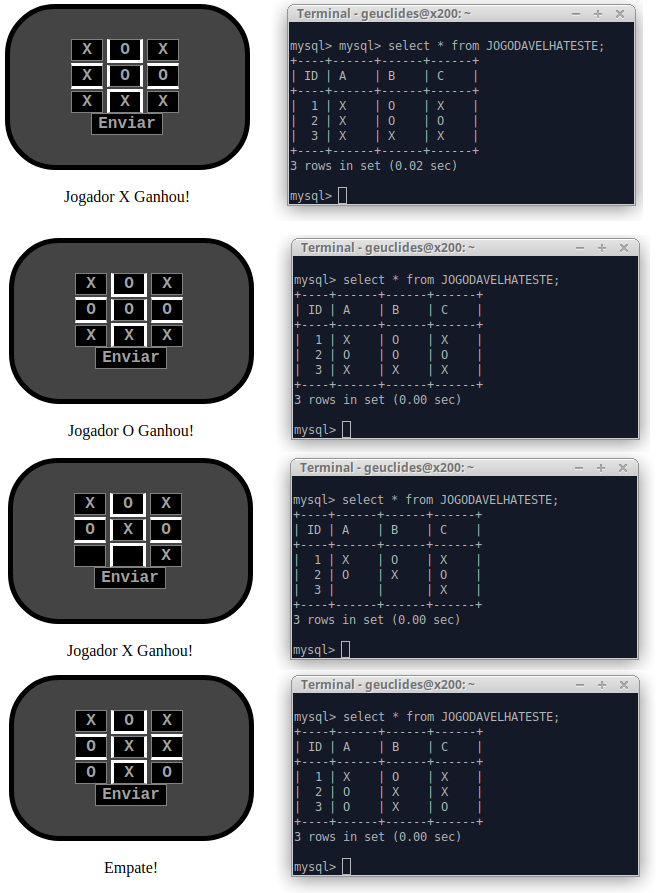 X O X
X O O
X X X
Enviar
Jogador X Ganhou!
Terminal - geuclides@x200: ~
mysql> mysql> select * from JOGODAVELHATESTE;
+----+------+------+------+
| ID | A    | B    | C    |
+----+------+------+------+
|  1 | X    | O    | X    |
|  2 | X    | O    | O    |
|  3 | X    | X    | X    |
+----+------+------+------+
3 rows in set (0.02 sec)
mysql>
X O X
O O O
O X X
Enviar
Jogador O Ganhou!
Terminal - geuclides@x200: ~
mysql> select * from JOGODAVELHATESTE;
+----+------+------+------+
| ID | A    | B    | C    |
+----+------+------+------+
|  1 | X    | O    | X    |
|  2 | O    | O    | O    |
|  3 | X    | X    | X    |
+----+------+------+------+
3 rows in set (0.00 sec)
mysql>
X O X
O X O
X
Enviar
Jogador X Ganhou!
Terminal - geuclides@x200: ~
mysql> select * from JOGODAVELHATESTE;
+----+------+------+------+
| ID | A    | B    | C    |
+----+------+------+------+
|  1 | X    | O    | X    |
|  2 | O    | X    | O    |
|  3 |      |      | X    |
+----+------+------+------+
3 rows in set (0.00 sec)
mysql>
X O X
O X X
O X O
Enviar
Empate!
Terminal - geuclides@x200: ~
mysql> select * from JOGODAVELHATESTE;
+----+------+------+------+
| ID | A    | B    | C    |
+----+------+------+------+
|  1 | X    | O    | X    |
|  2 | O    | X    | X    |
|  3 | O    | X    | O    |
+----+------+------+------+
3 rows in set (0.00 sec)
mysql>